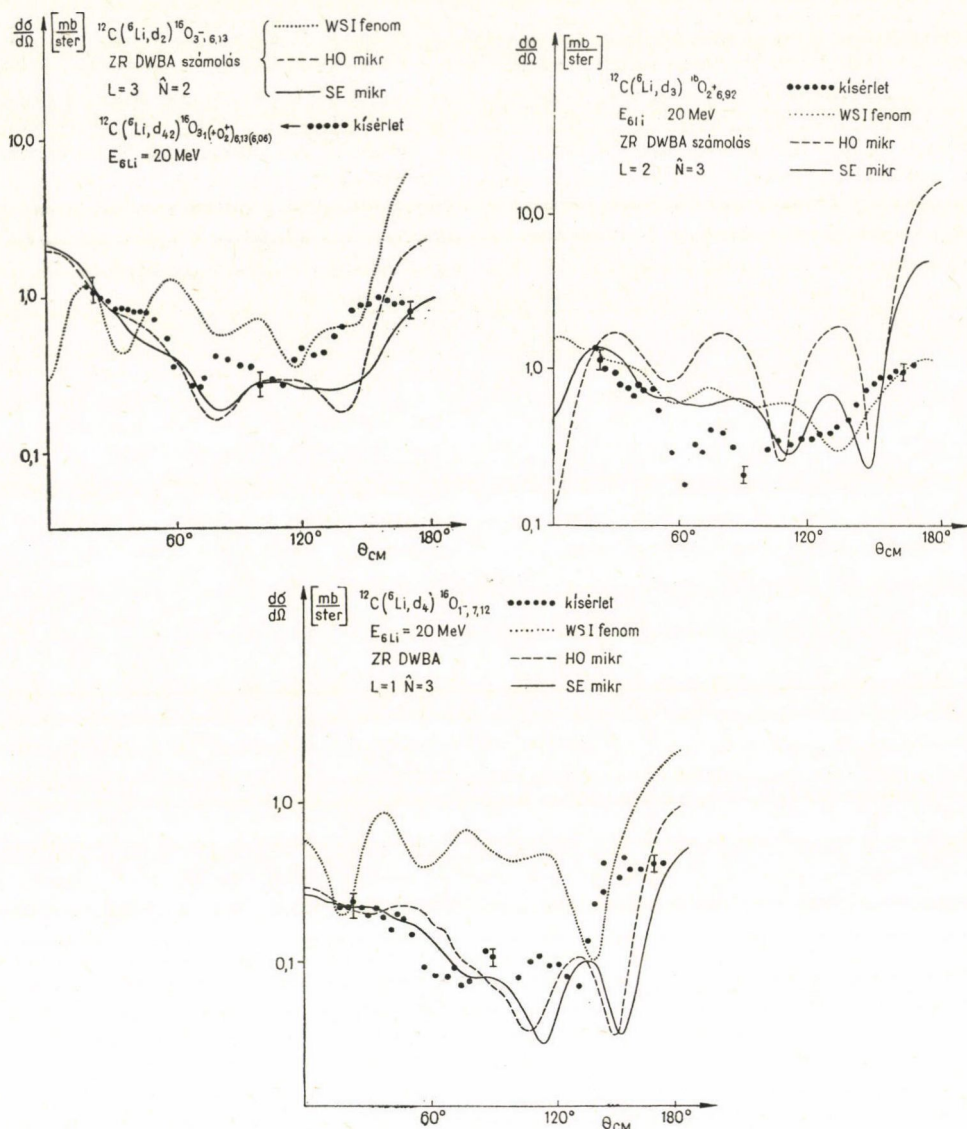 dσ/dΩ [mb/ster]
¹²C(⁶Li,d₂)¹⁶O₃⁻,₆,₁₃
ZR DWBA számolás
L=3 N̂=2
WSI fenom
HO mikr
SE mikr
¹²C(⁶Li,d₄₂)¹⁶O₃₁(+O₂⁺)₆,₁₃(₆,₀₆)
kísérlet
E₆Li = 20 MeV
10,0
1,0
0,1
60° 120° 180°
θCM
dσ/dΩ [mb/ster]
¹²C(⁶Li,d₃)¹⁶O₂⁺₆,₉₂
E₆Li 20 MeV
ZR DWBA számolás
L=2 N̂=3
kísérlet
WSI fenom
HO mikr
SE mikr
10,0
1,0
0,1
60° 120° 180°
θCM
dσ/dΩ [mb/ster]
¹²C(⁶Li,d₄)¹⁶O₁⁻,₇,₁₂
E₆Li = 20 MeV
ZR DWBA
L=1 N̂=3
kísérlet
WSI fenom
HO mikr
SE mikr
1,0
0,1
60° 120° 180°
θCM